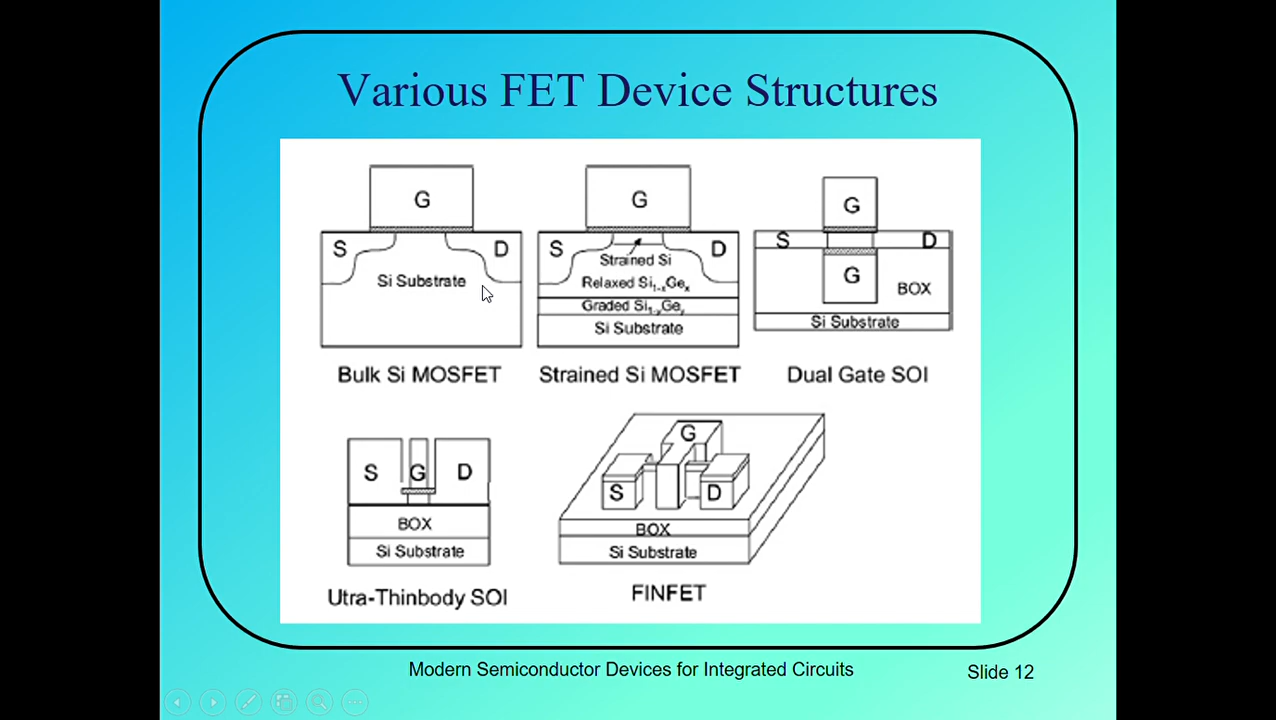 Various FET Device Structures
G
S
D
Si Substrate
Bulk Si MOSFET
G
S
D
Strained Si
Relaxed Si1-xGex
Graded Si1-yGey
Si Substrate
Strained Si MOSFET
G
S
D
G
BOX
Si Substrate
Dual Gate SOI
S
G
D
BOX
Si Substrate
Utra-Thinbody SOI
G
S
D
BOX
Si Substrate
FINFET
Modern Semiconductor Devices for Integrated Circuits
Slide 12